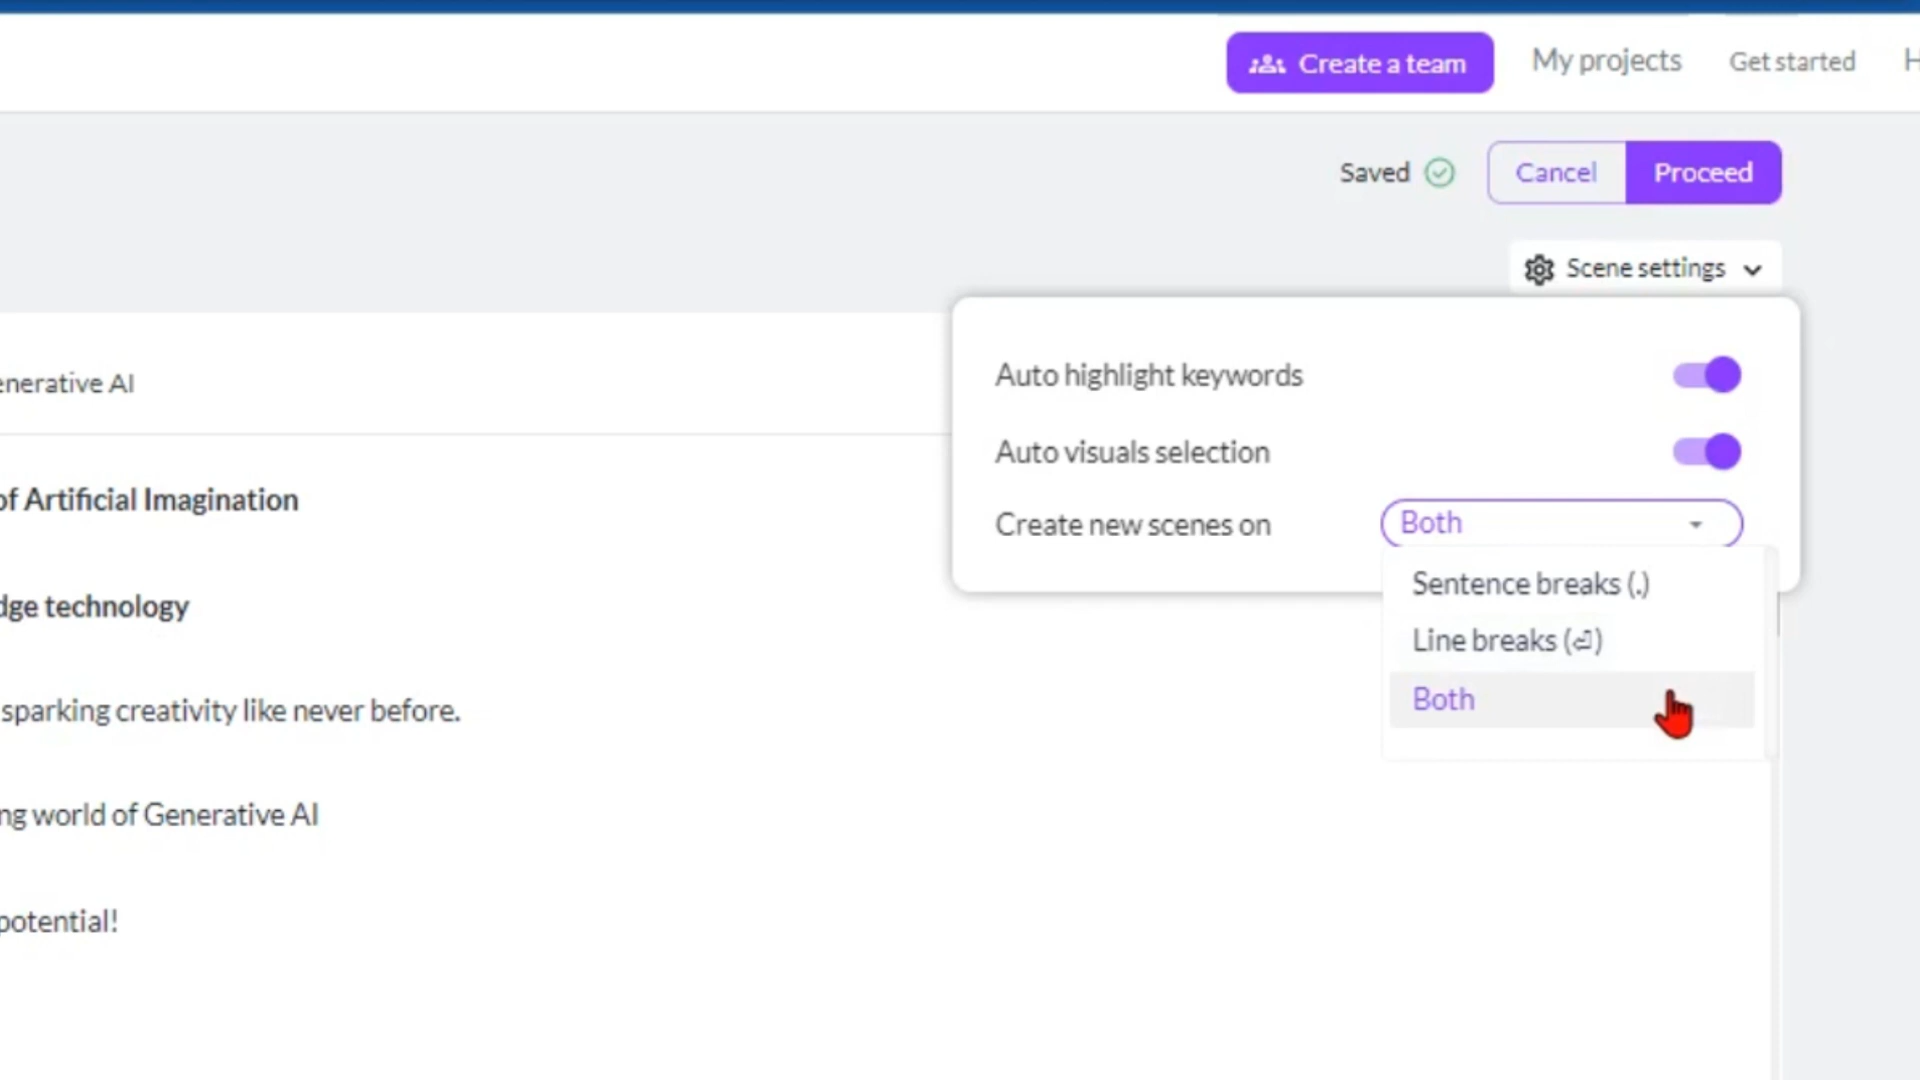 Create a team My projects Get started H
Saved Cancel Proceed
Scene settings
Auto highlight keywords
enerative AI
Auto visuals selection
of Artificial Imagination
Create new scenes on Both
Sentence breaks (.)
dge technology
Line breaks (⏎)
Both
sparking creativity like never before.
ng world of Generative AI
potential!